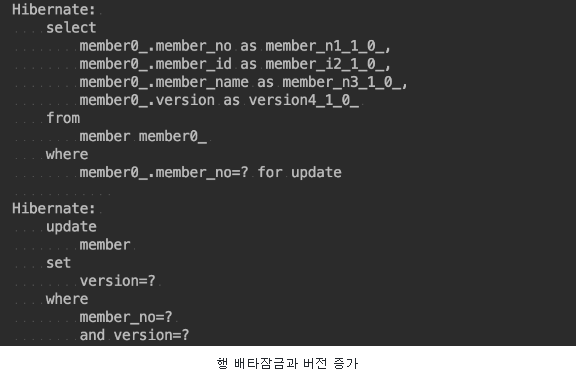 Hibernate:
select
member0_.member_no as member_n1_1_0_,
member0_.member_id as member_i2_1_0_,
member0_.member_name as member_n3_1_0_,
member0_.version as version4_1_0_
from
member member0_
where
member0_.member_no=? for update
Hibernate:
update
member
set
version=?
where
member_no=?
and version=?
행 배타잠금과 버전 증가